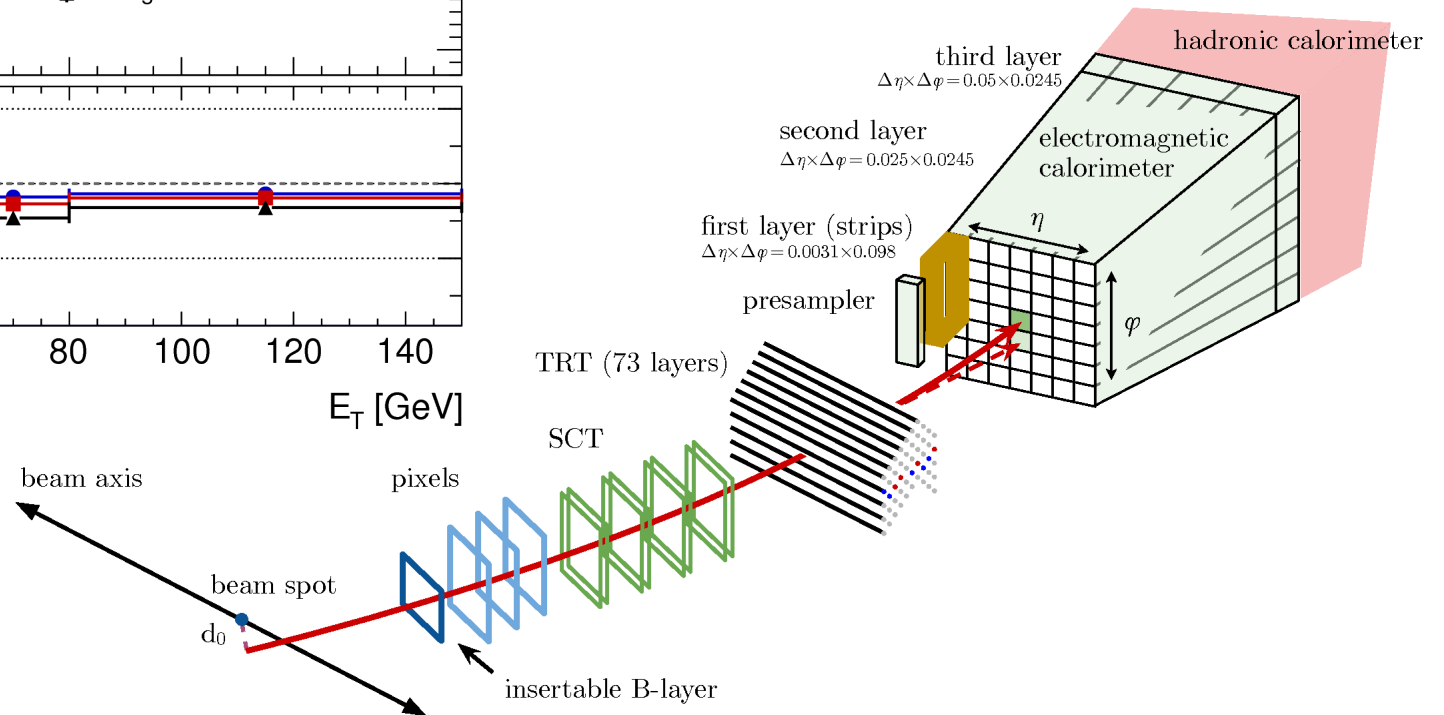 hadronic calorimeter
third layer
Δη×Δφ=0.05×0.0245
second layer
Δη×Δφ=0.025×0.0245
electromagnetic
calorimeter
first layer (strips)
Δη×Δφ=0.0031×0.098
η
presampler
φ
80 100 120 140
TRT (73 layers)
E_T [GeV]
SCT
beam axis
pixels
beam spot
d₀
insertable B-layer